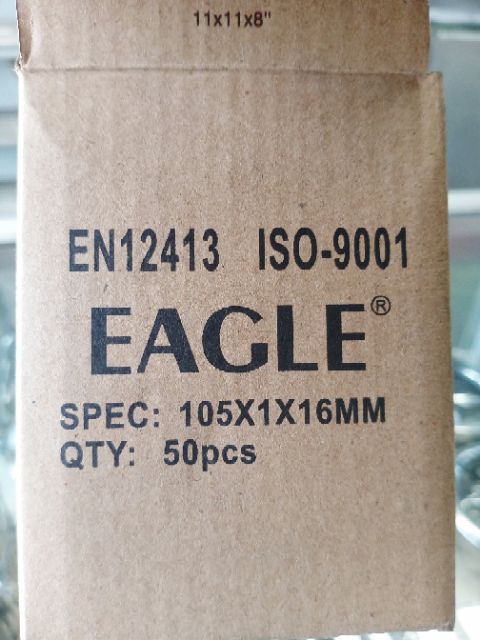 11x11x8"
EN12413 ISO-9001
EAGLE®
SPEC: 105X1X16MM
QTY: 50pcs